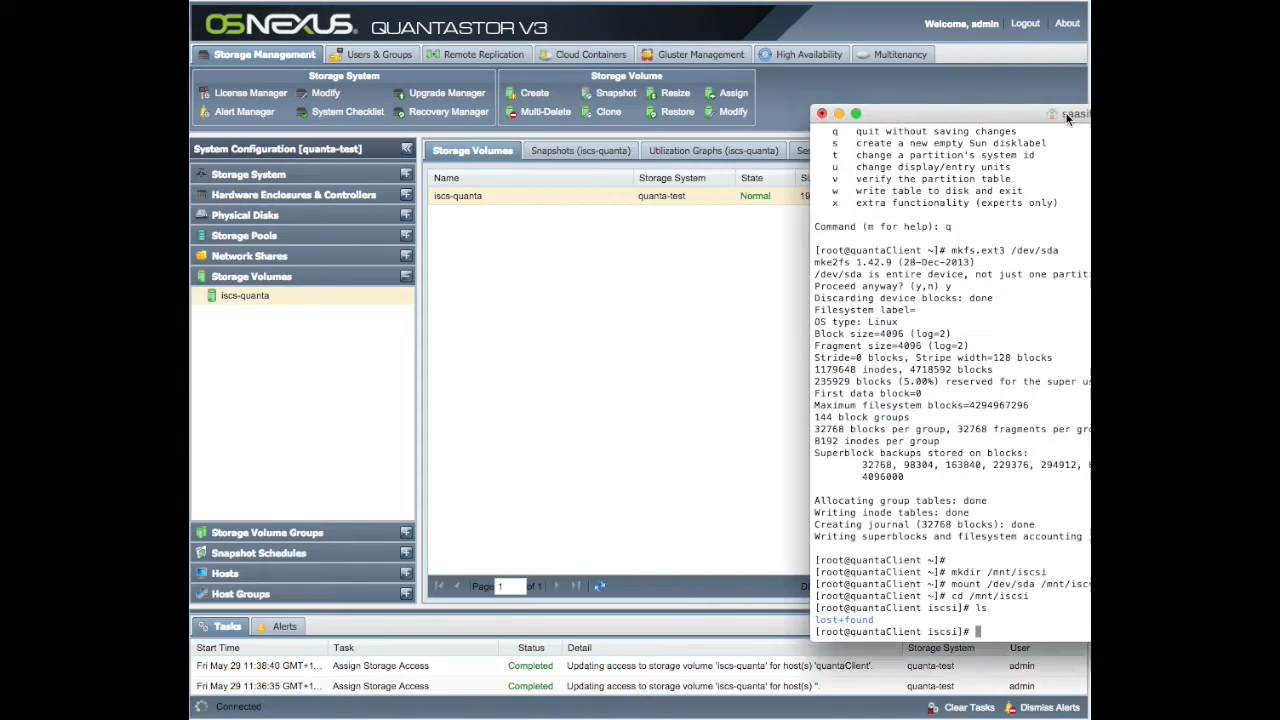 OSNEXUS. QUANTASTOR V3
Welcome, admin Logout About
Storage Management Users & Groups Remote Replication Cloud Containers Gluster Management High Availability Multitenancy
Storage System Storage Volume
License Manager Modify Upgrade Manager Create Snapshot Resize Assign
Alert Manager System Checklist Recovery Manager Multi-Delete Clone Restore Modify
System Configuration [quanta-test]
Storage System
Hardware Enclosures & Controllers
Physical Disks
Storage Pools
Network Shares
Storage Volumes
iscs-quanta
Storage Volume Groups
Snapshot Schedules
Hosts
Host Groups
Storage Volumes Snapshots (iscs-quanta) Utilization Graphs (iscs-quanta) Se
Name Storage System State Si
iscs-quanta quanta-test Normal 19
Page 1 of 1 Di
saasi
q quit without saving changes
s create a new empty Sun disklabel
t change a partition's system id
u change display/entry units
v verify the partition table
w write table to disk and exit
x extra functionality (experts only)
Command (m for help): q
[root@quantaClient ~]# mkfs.ext3 /dev/sda
mke2fs 1.42.9 (28-Dec-2013)
/dev/sda is entire device, not just one parti
Proceed anyway? (y,n) y
Discarding device blocks: done
Filesystem label=
OS type: Linux
Block size=4096 (log=2)
Fragment size=4096 (log=2)
Stride=0 blocks, Stripe width=128 blocks
1179648 inodes, 4718592 blocks
235929 blocks (5.00%) reserved for the super u
First data block=0
Maximum filesystem blocks=4294967296
144 block groups
32768 blocks per group, 32768 fragments per gr
8192 inodes per group
Superblock backups stored on blocks:
32768, 98304, 163840, 229376, 294912,
4096000
Allocating group tables: done
Writing inode tables: done
Creating journal (32768 blocks): done
Writing superblocks and filesystem accounting
[root@quantaClient ~]#
[root@quantaClient ~]# mkdir /mnt/iscsi
[root@quantaClient ~]# mount /dev/sda /mnt/iscs
[root@quantaClient ~]# cd /mnt/iscsi
[root@quantaClient iscsi]# ls
lost+found
[root@quantaClient iscsi]#
Tasks Alerts
Start Time Task Status Detail Storage System User
Fri May 29 11:38:40 GMT+1... Assign Storage Access Completed Updating access to storage volume 'iscs-quanta' for host(s) 'quantaClient'. quanta-test admin
Fri May 29 11:36:35 GMT+1... Assign Storage Access Completed Updating access to storage volume 'iscs-quanta' for host(s) ''. quanta-test admin
Connected Clear Tasks Dismiss Alerts